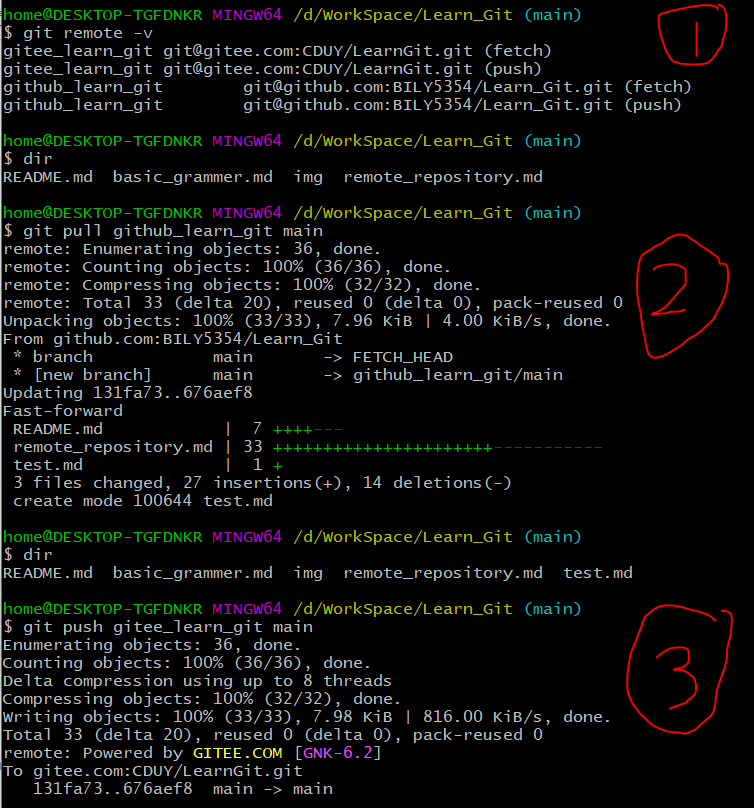 home@DESKTOP-TGFDNKR MINGW64 /d/WorkSpace/Learn_Git (main)
1
$ git remote -v
gitee_learn_git git@gitee.com:CDUY/LearnGit.git (fetch)
gitee_learn_git git@gitee.com:CDUY/LearnGit.git (push)
github_learn_git        git@github.com:BILY5354/Learn_Git.git (fetch)
github_learn_git        git@github.com:BILY5354/Learn_Git.git (push)
home@DESKTOP-TGFDNKR MINGW64 /d/WorkSpace/Learn_Git (main)
$ dir
README.md  basic_grammer.md  img  remote_repository.md
home@DESKTOP-TGFDNKR MINGW64 /d/WorkSpace/Learn_Git (main)
$ git pull github_learn_git main
remote: Enumerating objects: 36, done.
remote: Counting objects: 100% (36/36), done.
2
remote: Compressing objects: 100% (32/32), done.
remote: Total 33 (delta 20), reused 0 (delta 0), pack-reused 0
Unpacking objects: 100% (33/33), 7.96 KiB | 4.00 KiB/s, done.
From github.com:BILY5354/Learn_Git
 * branch            main       -> FETCH_HEAD
 * [new branch]      main       -> github_learn_git/main
Updating 131fa73..676aef8
Fast-forward
 README.md            |  7 ++++---
 remote_repository.md | 33 ++++++++++++++++++++++-----------
 test.md              |  1 +
 3 files changed, 27 insertions(+), 14 deletions(-)
 create mode 100644 test.md
home@DESKTOP-TGFDNKR MINGW64 /d/WorkSpace/Learn_Git (main)
$ dir
README.md  basic_grammer.md  img  remote_repository.md  test.md
home@DESKTOP-TGFDNKR MINGW64 /d/WorkSpace/Learn_Git (main)
$ git push gitee_learn_git main
Enumerating objects: 36, done.
Counting objects: 100% (36/36), done.
3
Delta compression using up to 8 threads
Compressing objects: 100% (32/32), done.
Writing objects: 100% (33/33), 7.98 KiB | 816.00 KiB/s, done.
Total 33 (delta 20), reused 0 (delta 0), pack-reused 0
remote: Powered by GITEE.COM [GNK-6.2]
To gitee.com:CDUY/LearnGit.git
   131fa73..676aef8  main -> main